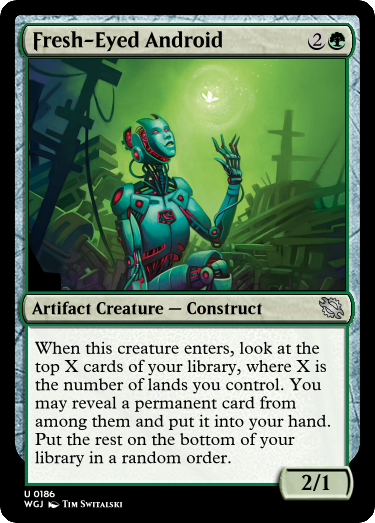 Fresh-Eyed Android 2
Artifact Creature — Construct
When this creature enters, look at the
top X cards of your library, where X is
the number of lands you control. You
may reveal a permanent card from
among them and put it into your hand.
Put the rest on the bottom of your
library in a random order.
2/1
U 0186
WGJ Tim Switalski